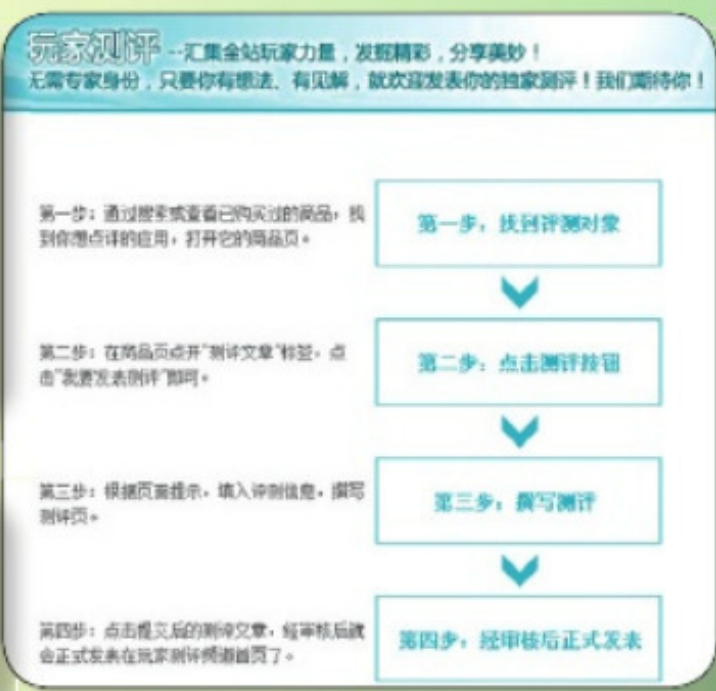 玩家测评--汇集全站玩家力量，发掘精彩，分享美妙！
无需专家身份，只要你有想法、有见解，就欢迎发表你的独家测评！我们期待你！
第一步：通过搜索或查看已购买过的商品，找
到你想点评的应用，打开它的商品页。
第一步，找到评测对象
第二步：在商品页点开"测评文章"标签，点
击"我要发表测评"即可。
第二步：点击测评按钮
第三步：根据页面提示，填入评测信息，撰写
测评页。
第三步，撰写测评
第四步：点击提交后的测评文章，经审核后就
会正式发表在玩家测评频道首页了。
第四步，经审核后正式发表